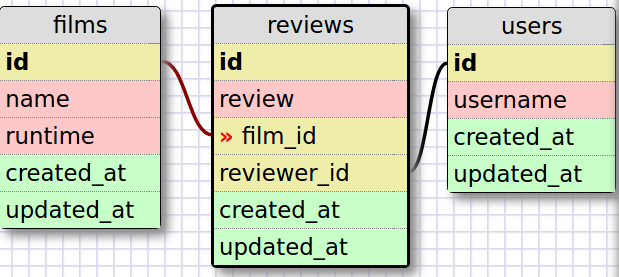 films
id
name
runtime
created_at
updated_at
reviews
id
review
» film_id
reviewer_id
created_at
updated_at
users
id
username
created_at
updated_at